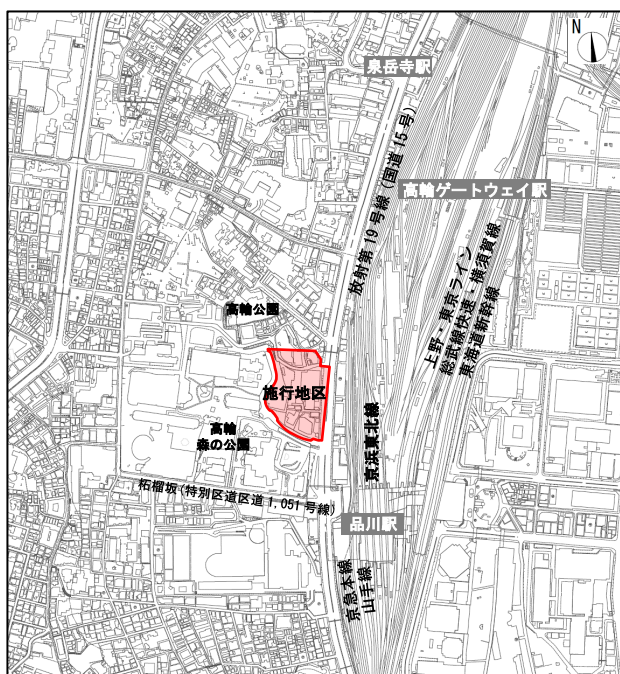 N
泉岳寺駅
放射第19号線(国道15号)
高輪ゲートウェイ駅
上野・東京ライン
総武線快速・横須賀線
東海道新幹線
高輪公園
施行地区
高輪
森の公園
京浜東北線
柘榴坂(特別区道区道1,051号線)
品川駅
京急本線
山手線